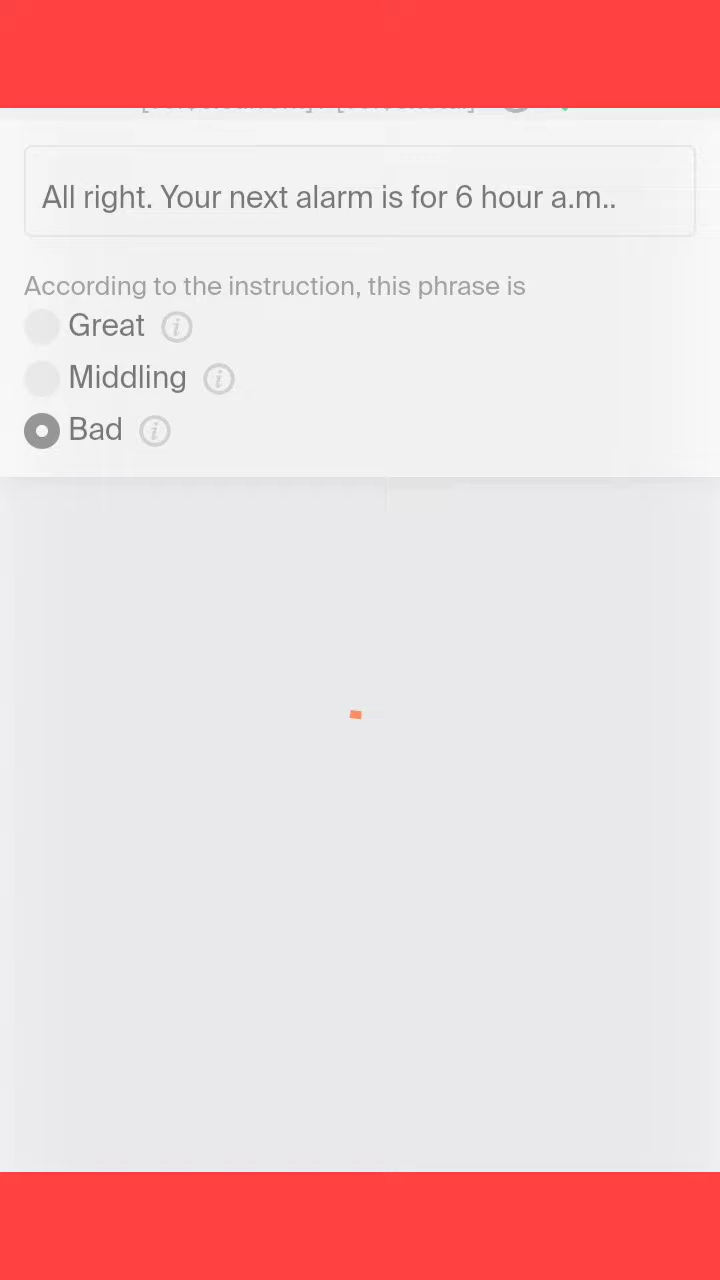 All right. Your next alarm is for 6 hour a.m..
According to the instruction, this phrase is
Great
Middling
Bad